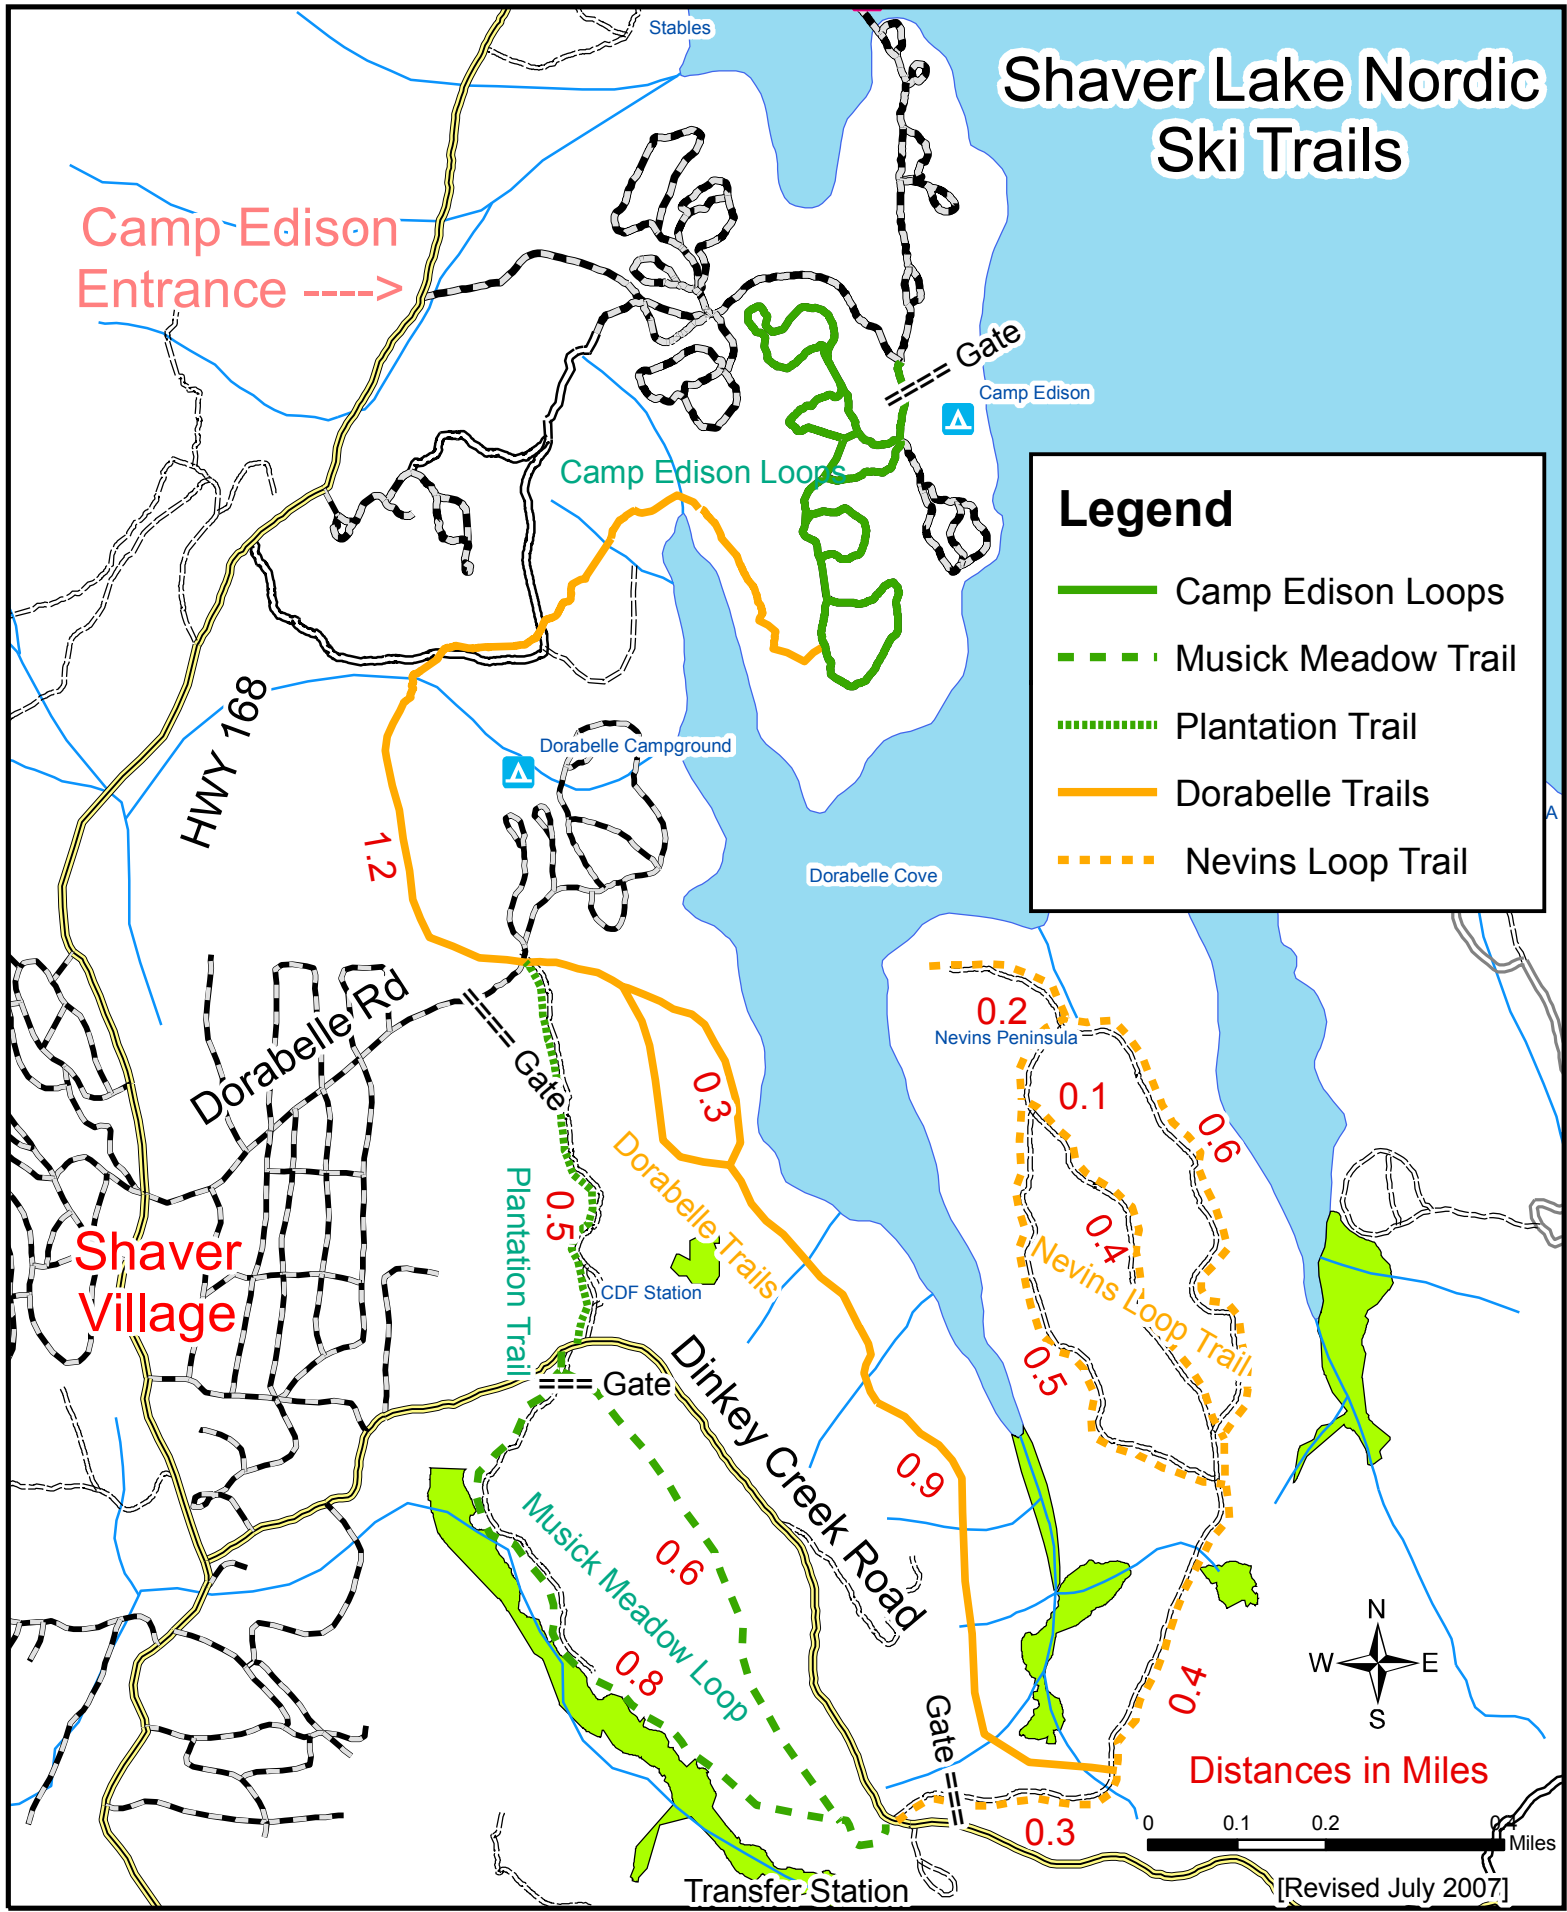 Stables
Shaver Lake Nordic
Ski Trails
Camp Edison
Entrance ---->
Gate
Camp Edison
Camp Edison Loops
Legend
Camp Edison Loops
Musick Meadow Trail
Plantation Trail
Dorabelle Trails
Nevins Loop Trail
HWY 168
Dorabelle Campground
A
1.2
Dorabelle Cove
Dorabelle Rd
Gate
0.2
Nevins Peninsula
0.1
0.3
0.6
Dorabelle Trails
Plantation Trail
0.5
0.4
Nevins Loop Trail
Shaver
Village
CDF Station
0.5
Gate
Dinkey Creek Road
0.9
Musick Meadow Loop
0.6
0.8
0.4
N
W
E
S
Gate
Distances in Miles
0.3
0
0.1
0.2
0.4
Miles
Transfer Station
[Revised July 2007]